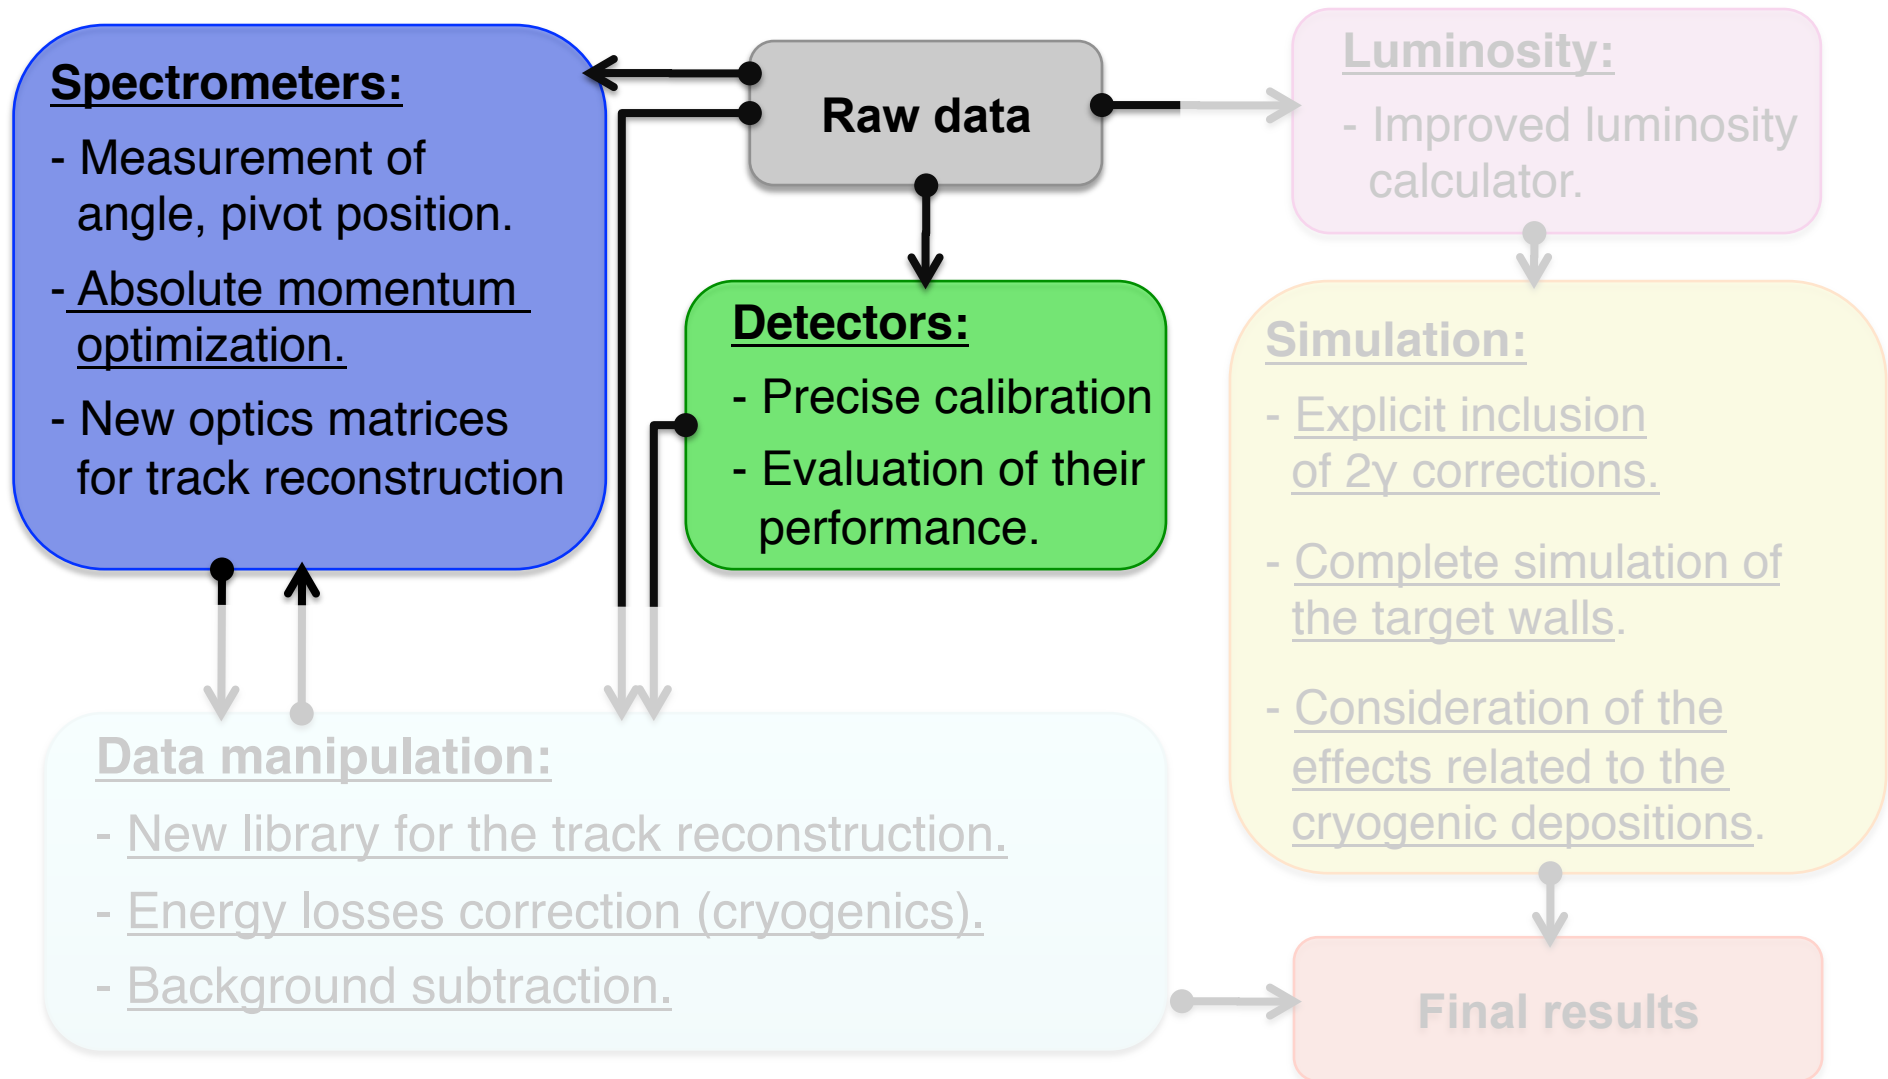 Spectrometers:
- Measurement of
angle, pivot position.
- Absolute momentum
optimization.
- New optics matrices
for track reconstruction
Raw data
Detectors:
- Precise calibration
- Evaluation of their
performance.
Luminosity:
- Improved luminosity
calculator.
Simulation:
- Explicit inclusion
of 2γ corrections.
- Complete simulation of
the target walls.
- Consideration of the
effects related to the
cryogenic depositions.
Data manipulation:
- New library for the track reconstruction.
- Energy losses correction (cryogenics).
- Background subtraction.
Final results